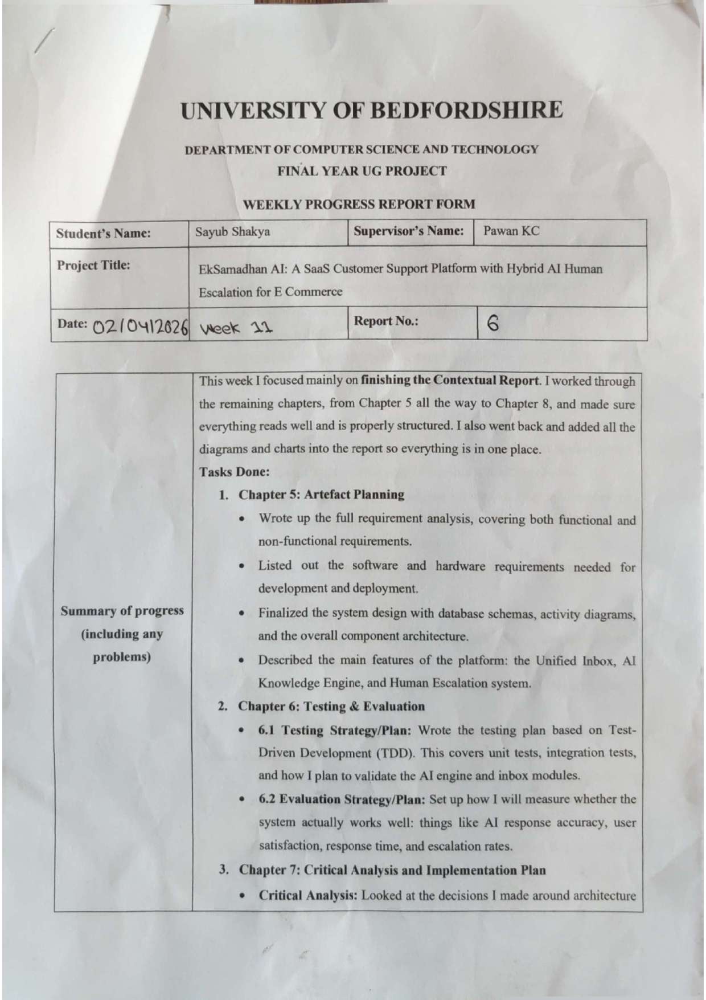 UNIVERSITY OF BEDFORDSHIRE
DEPARTMENT OF COMPUTER SCIENCE AND TECHNOLOGY
FINAL YEAR UG PROJECT
WEEKLY PROGRESS REPORT FORM
Student's Name: Sayub Shakya Supervisor's Name: Pawan KC
Project Title: EkSamadhan AI: A SaaS Customer Support Platform with Hybrid AI Human
Escalation for E Commerce
Date: 02/04/2026 Week 11 Report No.: 6
Summary of progress
(including any
problems)
This week I focused mainly on finishing the Contextual Report. I worked through
the remaining chapters, from Chapter 5 all the way to Chapter 8, and made sure
everything reads well and is properly structured. I also went back and added all the
diagrams and charts into the report so everything is in one place.
Tasks Done:
1. Chapter 5: Artefact Planning
• Wrote up the full requirement analysis, covering both functional and
non-functional requirements.
• Listed out the software and hardware requirements needed for
development and deployment.
• Finalized the system design with database schemas, activity diagrams,
and the overall component architecture.
• Described the main features of the platform: the Unified Inbox, AI
Knowledge Engine, and Human Escalation system.
2. Chapter 6: Testing & Evaluation
• 6.1 Testing Strategy/Plan: Wrote the testing plan based on Test-
Driven Development (TDD). This covers unit tests, integration tests,
and how I plan to validate the AI engine and inbox modules.
• 6.2 Evaluation Strategy/Plan: Set up how I will measure whether the
system actually works well: things like AI response accuracy, user
satisfaction, response time, and escalation rates.
3. Chapter 7: Critical Analysis and Implementation Plan
• Critical Analysis: Looked at the decisions I made around architecture